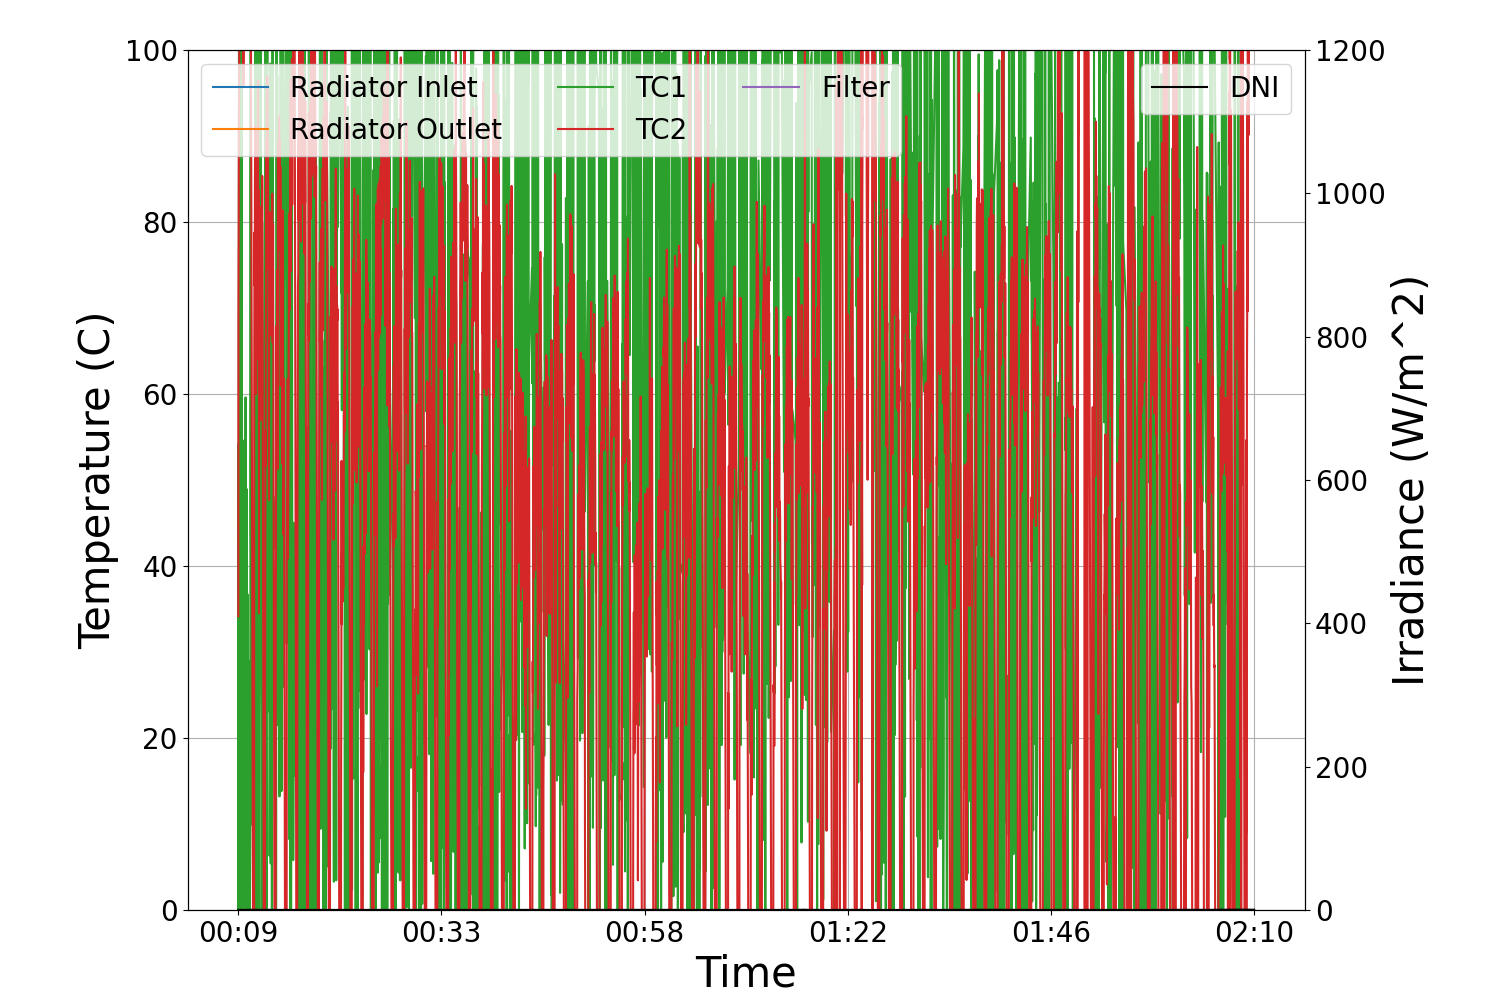 Radiator Inlet
Radiator Outlet
TC1
TC2
Filter
DNI
Temperature (C)
100
80
60
40
20
0
1200
1000
800
600
400
200
0
Irradiance (W/m^2)
00:09 00:33 00:58 01:22 01:46 02:10
Time